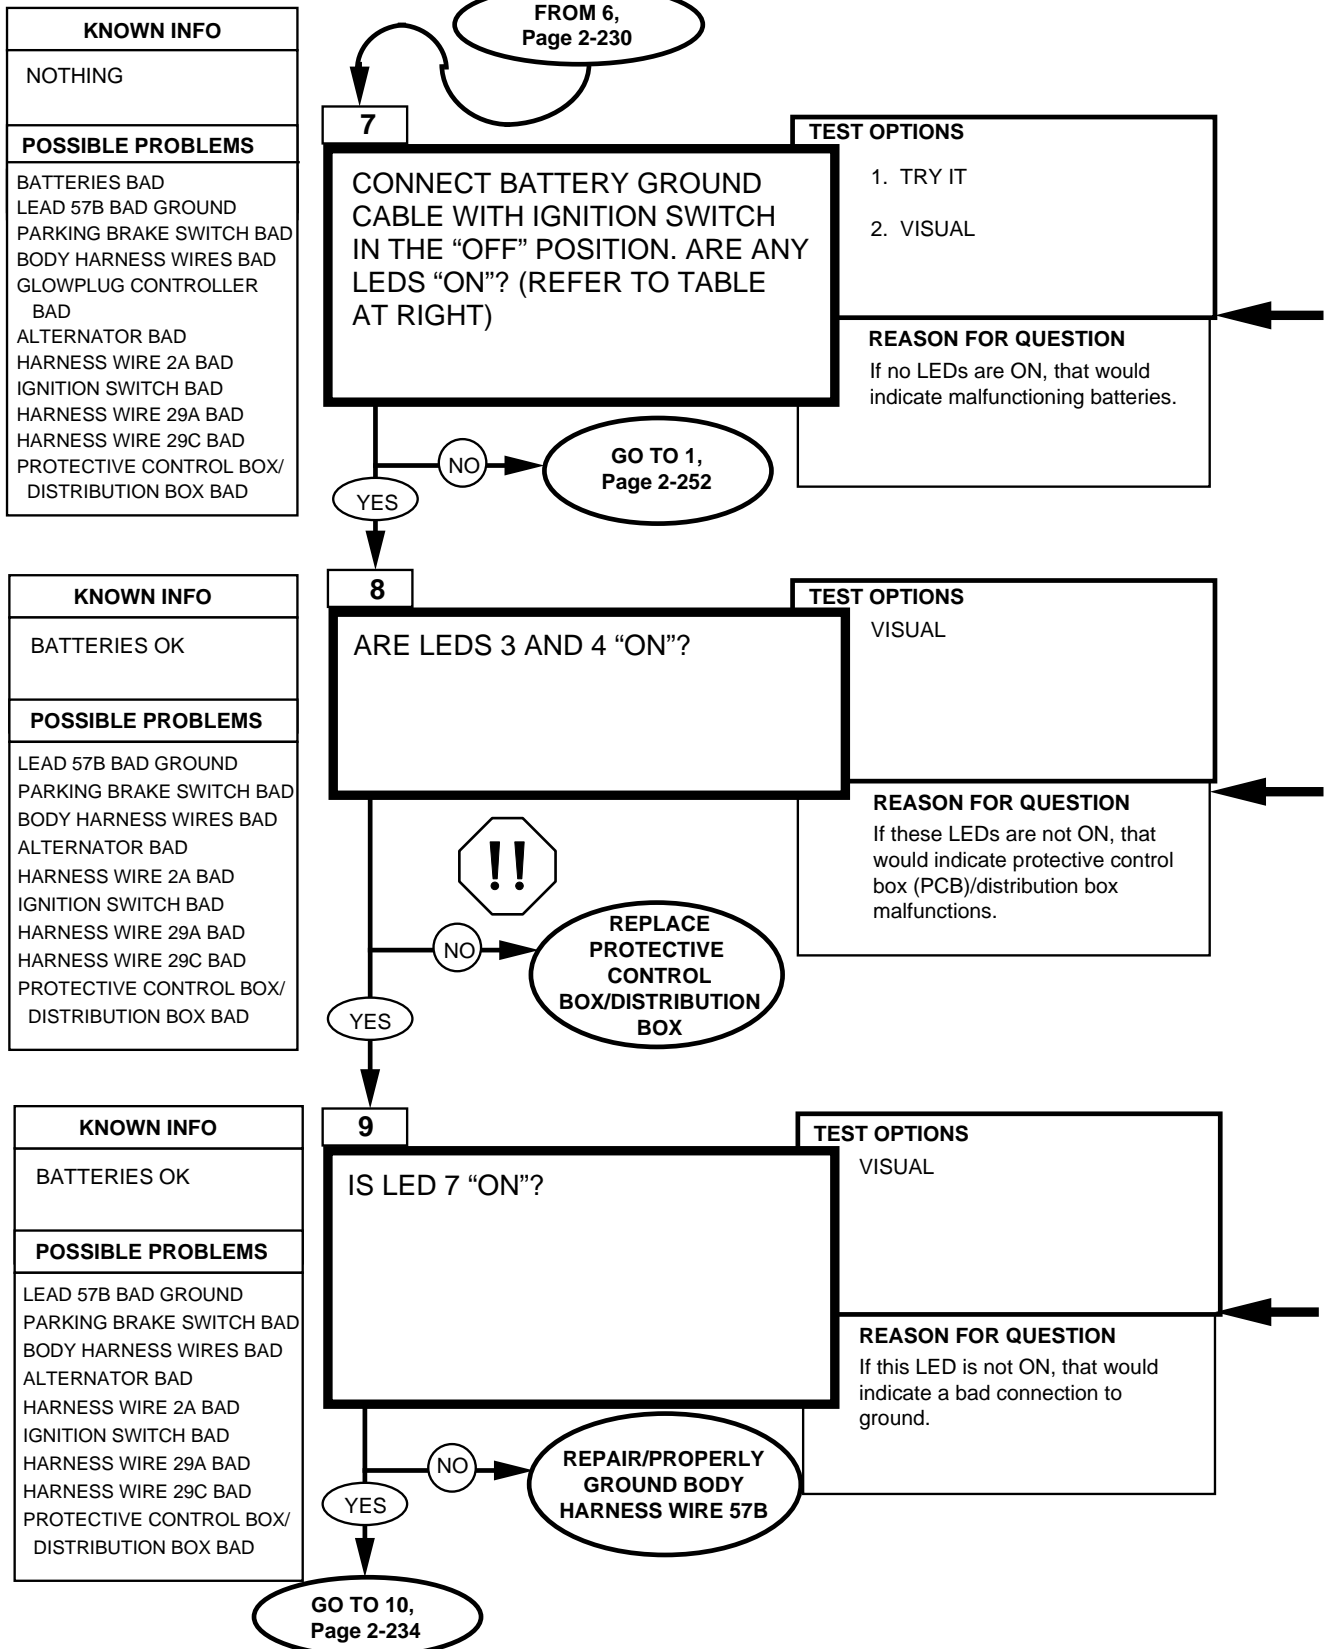 FROM 6,
Page 2-230
KNOWN INFO
NOTHING
POSSIBLE PROBLEMS
BATTERIES BAD
LEAD 57B BAD GROUND
PARKING BRAKE SWITCH BAD
BODY HARNESS WIRES BAD
GLOWPLUG CONTROLLER
BAD
ALTERNATOR BAD
HARNESS WIRE 2A BAD
IGNITION SWITCH BAD
HARNESS WIRE 29A BAD
HARNESS WIRE 29C BAD
PROTECTIVE CONTROL BOX/
DISTRIBUTION BOX BAD
7
CONNECT BATTERY GROUND
CABLE WITH IGNITION SWITCH
IN THE “OFF” POSITION. ARE ANY
LEDS “ON”? (REFER TO TABLE
AT RIGHT)
TEST OPTIONS
1. TRY IT
2. VISUAL
REASON FOR QUESTION
If no LEDs are ON, that would
indicate malfunctioning batteries.
NO
GO TO 1,
Page 2-252
YES
KNOWN INFO
BATTERIES OK
POSSIBLE PROBLEMS
LEAD 57B BAD GROUND
PARKING BRAKE SWITCH BAD
BODY HARNESS WIRES BAD
ALTERNATOR BAD
HARNESS WIRE 2A BAD
IGNITION SWITCH BAD
HARNESS WIRE 29A BAD
HARNESS WIRE 29C BAD
PROTECTIVE CONTROL BOX/
DISTRIBUTION BOX BAD
8
ARE LEDS 3 AND 4 “ON”?
TEST OPTIONS
VISUAL
REASON FOR QUESTION
If these LEDs are not ON, that
would indicate protective control
box (PCB)/distribution box
malfunctions.
!!
NO
REPLACE
PROTECTIVE
CONTROL
BOX/DISTRIBUTION
BOX
YES
KNOWN INFO
BATTERIES OK
POSSIBLE PROBLEMS
LEAD 57B BAD GROUND
PARKING BRAKE SWITCH BAD
BODY HARNESS WIRES BAD
ALTERNATOR BAD
HARNESS WIRE 2A BAD
IGNITION SWITCH BAD
HARNESS WIRE 29A BAD
HARNESS WIRE 29C BAD
PROTECTIVE CONTROL BOX/
DISTRIBUTION BOX BAD
9
IS LED 7 “ON”?
TEST OPTIONS
VISUAL
REASON FOR QUESTION
If this LED is not ON, that would
indicate a bad connection to
ground.
NO
REPAIR/PROPERLY
GROUND BODY
HARNESS WIRE 57B
YES
GO TO 10,
Page 2-234